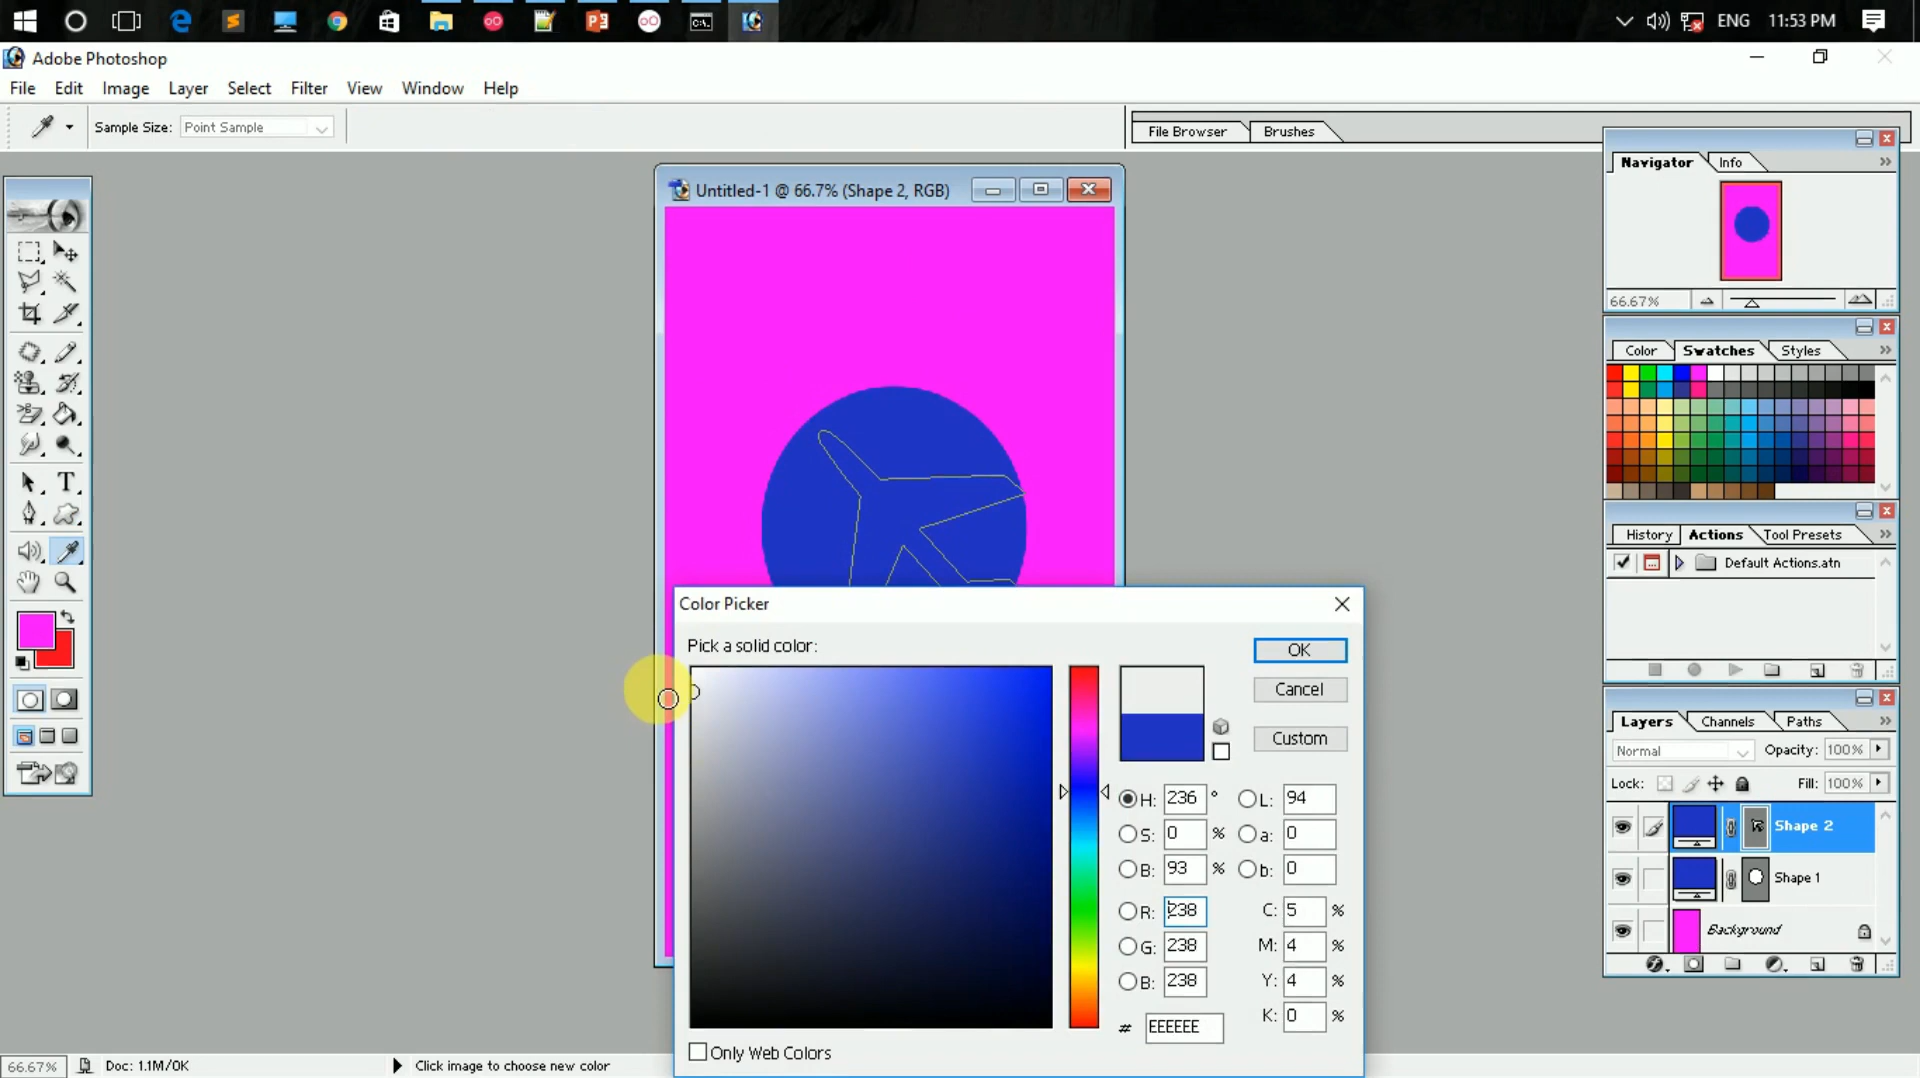 ENG 11:53 PM
Adobe Photoshop
File Edit Image Layer Select Filter View Window Help
Sample Size: Point Sample
File Browser Brushes
Navigator Info
66.67%
Untitled-1 @ 66.7% (Shape 2, RGB)
Color Swatches Styles
History Actions Tool Presets
Default Actions.atn
Color Picker
Pick a solid color:
OK
Cancel
Custom
H: 236 ° L: 94
S: 0 % a: 0
B: 93 % b: 0
R: 238 C: 5 %
G: 238 M: 4 %
B: 238 Y: 4 %
# EEEEEE K: 0 %
Only Web Colors
Layers Channels Paths
Normal Opacity: 100%
Lock: Fill: 100%
Shape 2
Shape 1
Background
66.67% Doc: 1.1M/0K Click image to choose new color